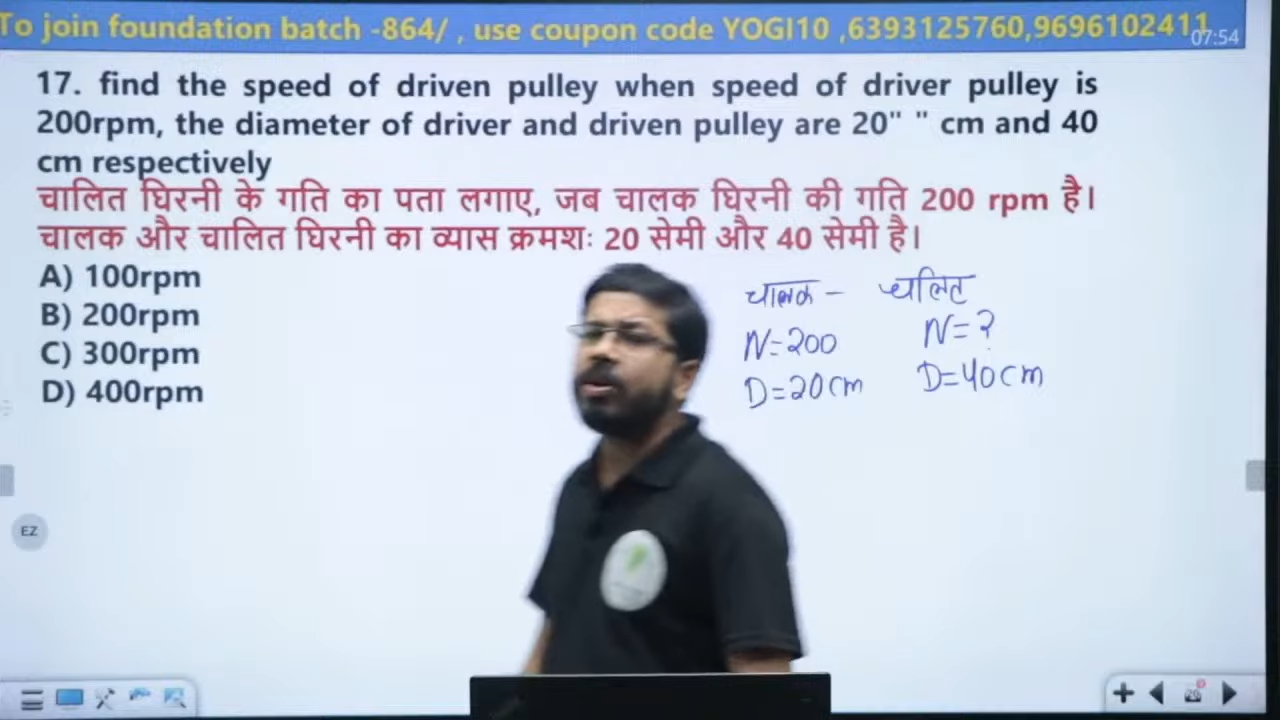 To join foundation batch -864/ , use coupon code YOGI10 ,6393125760,9696102411
07:54
17. find the speed of driven pulley when speed of driver pulley is
200rpm, the diameter of driver and driven pulley are 20" " cm and 40
cm respectively
चालित घिरनी के गति का पता लगाए, जब चालक घिरनी की गति 200 rpm है।
चालक और चालित घिरनी का व्यास क्रमशः 20 सेमी और 40 सेमी है।
A) 100rpm
B) 200rpm
C) 300rpm
D) 400rpm
चालक – चलित
N=200 N=?
D=20cm D=40cm
EZ